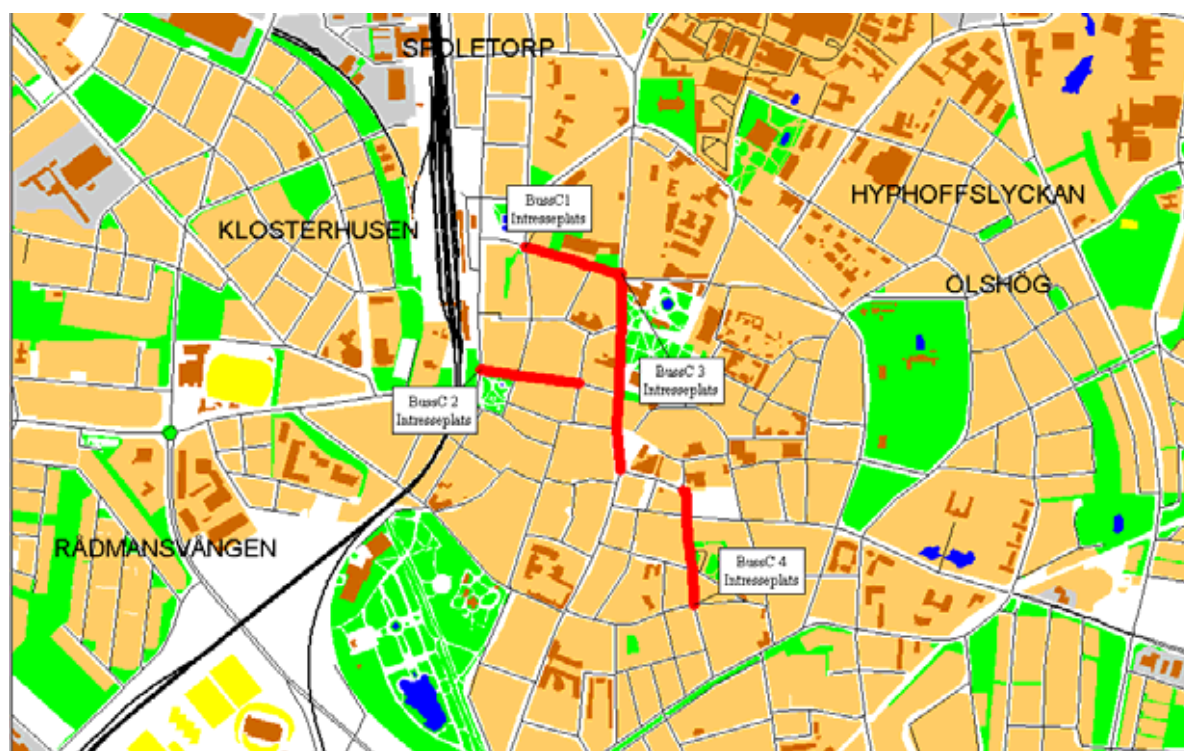 SPOLETORP
BussC1
Intresseplats
HYPHOFFSLYCKAN
KLOSTERHUSEN
OLSHÖG
BussC 3
Intresseplats
BussC 2
Intresseplats
RÅDMANSVÅNGEN
BussC 4
Intresseplats